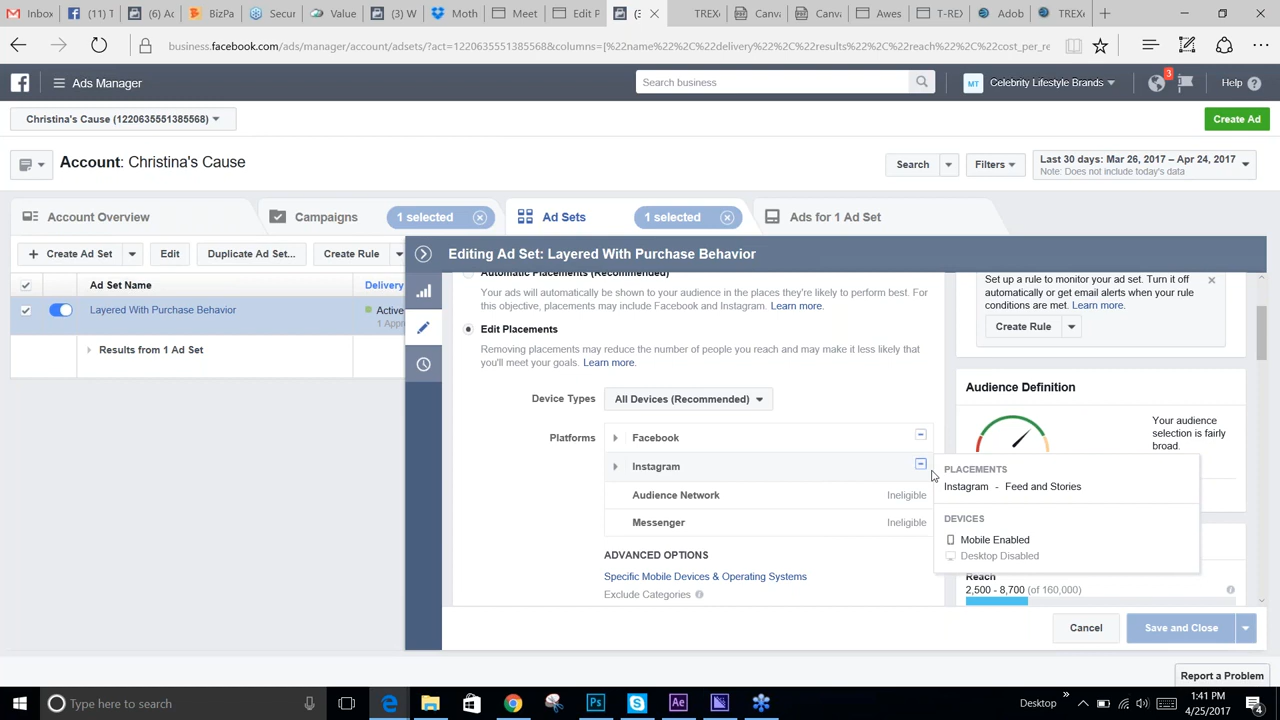 Inbox
(11) T
(6) Ac
BizPa
Secur
Value
(3) W
Moth
Meet
Edit P
(3
TREX
Canv
Canv
Awes
T-REX
Adob
TREX
business.facebook.com/ads/manager/account/adsets/?act=1220635551385568&columns=[%22name%22%2C%22delivery%22%2C%22results%22%2C%22reach%22%2C%22cost_per_re
Ads Manager
Search business
MT
Celebrity Lifestyle Brands
3
Help
Christina's Cause (1220635551385568)
Create Ad
Account: Christina's Cause
Search
Filters
Last 30 days: Mar 26, 2017 – Apr 24, 2017
Note: Does not include today's data
Account Overview
Campaigns
1 selected
Ad Sets
1 selected
Ads for 1 Ad Set
Create Ad Set
Edit
Duplicate Ad Set...
Create Rule
Editing Ad Set: Layered With Purchase Behavior
Ad Set Name
Delivery
Layered With Purchase Behavior
Active
1 Appr
Results from 1 Ad Set
Automatic Placements (Recommended)
Your ads will automatically be shown to your audience in the places they're likely to perform best. For
this objective, placements may include Facebook and Instagram. Learn more.
Edit Placements
Removing placements may reduce the number of people you reach and may make it less likely that
you'll meet your goals. Learn more.
Device Types
All Devices (Recommended)
Platforms
Facebook
Instagram
Audience Network
Ineligible
Messenger
Ineligible
ADVANCED OPTIONS
Specific Mobile Devices & Operating Systems
Exclude Categories
Set up a rule to monitor your ad set. Turn it off
automatically or get email alerts when your rule
conditions are met. Learn more.
Create Rule
Audience Definition
Your audience
selection is fairly
broad.
PLACEMENTS
Instagram - Feed and Stories
DEVICES
Mobile Enabled
Desktop Disabled
Reach
2,500 - 8,700 (of 160,000)
Cancel
Save and Close
Report a Problem
Type here to search
Desktop
1:41 PM
4/25/2017
4